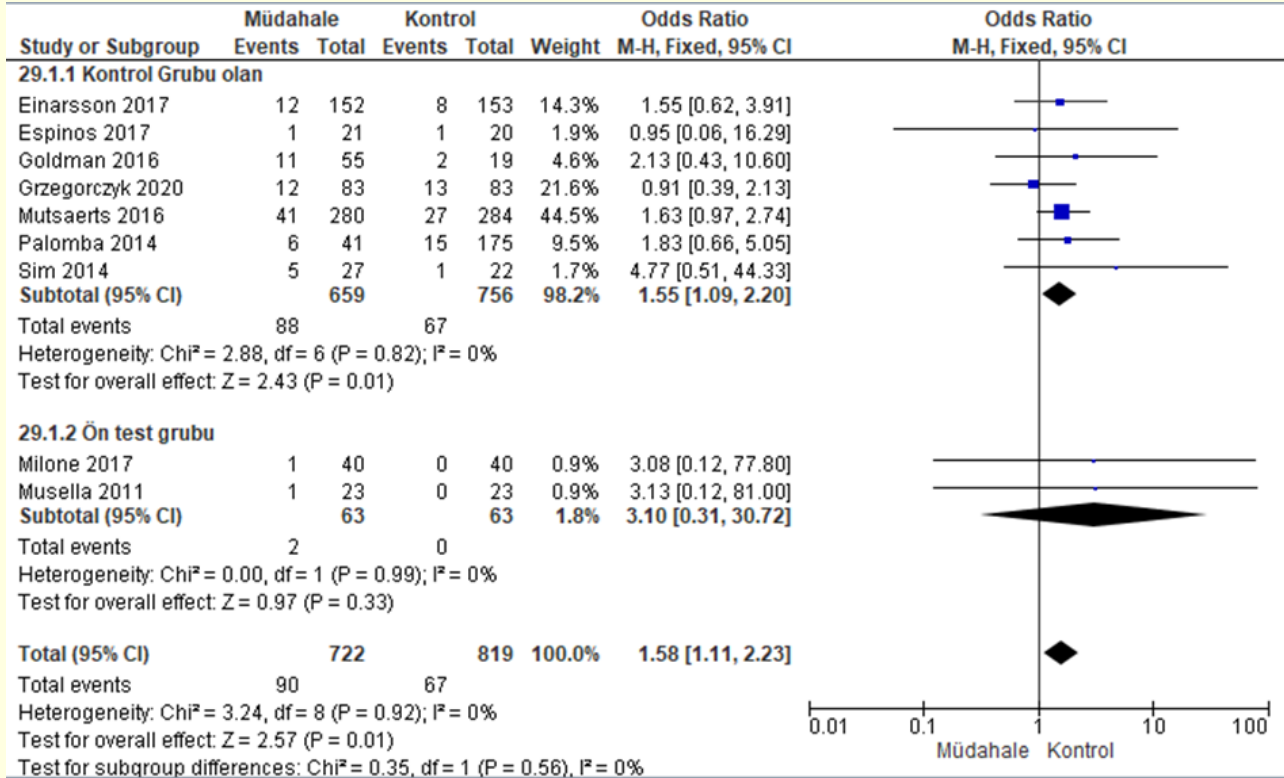 Müdahale Kontrol Odds Ratio Odds Ratio
Study or Subgroup Events Total Events Total Weight M-H, Fixed, 95% CI M-H, Fixed, 95% CI
29.1.1 Kontrol Grubu olan
Einarsson 2017 12 152 8 153 14.3% 1.55 [0.62, 3.91]
Espinos 2017 1 21 1 20 1.9% 0.95 [0.06, 16.29]
Goldman 2016 11 55 2 19 4.6% 2.13 [0.43, 10.60]
Grzegorczyk 2020 12 83 13 83 21.6% 0.91 [0.39, 2.13]
Mutsaerts 2016 41 280 27 284 44.5% 1.63 [0.97, 2.74]
Palomba 2014 6 41 15 175 9.5% 1.83 [0.66, 5.05]
Sim 2014 5 27 1 22 1.7% 4.77 [0.51, 44.33]
Subtotal (95% CI) 659 756 98.2% 1.55 [1.09, 2.20]
Total events 88 67
Heterogeneity: Chi² = 2.88, df = 6 (P = 0.82); I² = 0%
Test for overall effect: Z = 2.43 (P = 0.01)
29.1.2 Ön test grubu
Milone 2017 1 40 0 40 0.9% 3.08 [0.12, 77.80]
Musella 2011 1 23 0 23 0.9% 3.13 [0.12, 81.00]
Subtotal (95% CI) 63 63 1.8% 3.10 [0.31, 30.72]
Total events 2 0
Heterogeneity: Chi² = 0.00, df = 1 (P = 0.99); I² = 0%
Test for overall effect: Z = 0.97 (P = 0.33)
Total (95% CI) 722 819 100.0% 1.58 [1.11, 2.23]
Total events 90 67
Heterogeneity: Chi² = 3.24, df = 8 (P = 0.92); I² = 0%
Test for overall effect: Z = 2.57 (P = 0.01)
Test for subgroup differences: Chi² = 0.35, df = 1 (P = 0.56), I² = 0%
0.01 0.1 1 10 100
Müdahale Kontrol